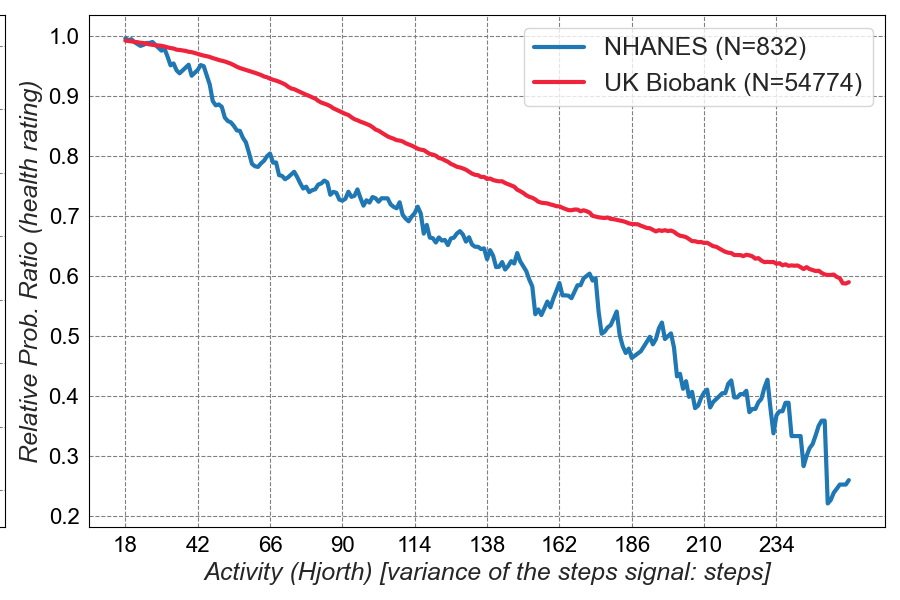 NHANES (N=832)
UK Biobank (N=54774)
Relative Prob. Ratio (health rating)
1.0
0.9
0.8
0.7
0.6
0.5
0.4
0.3
0.2
18 42 66 90 114 138 162 186 210 234
Activity (Hjorth) [variance of the steps signal: steps]